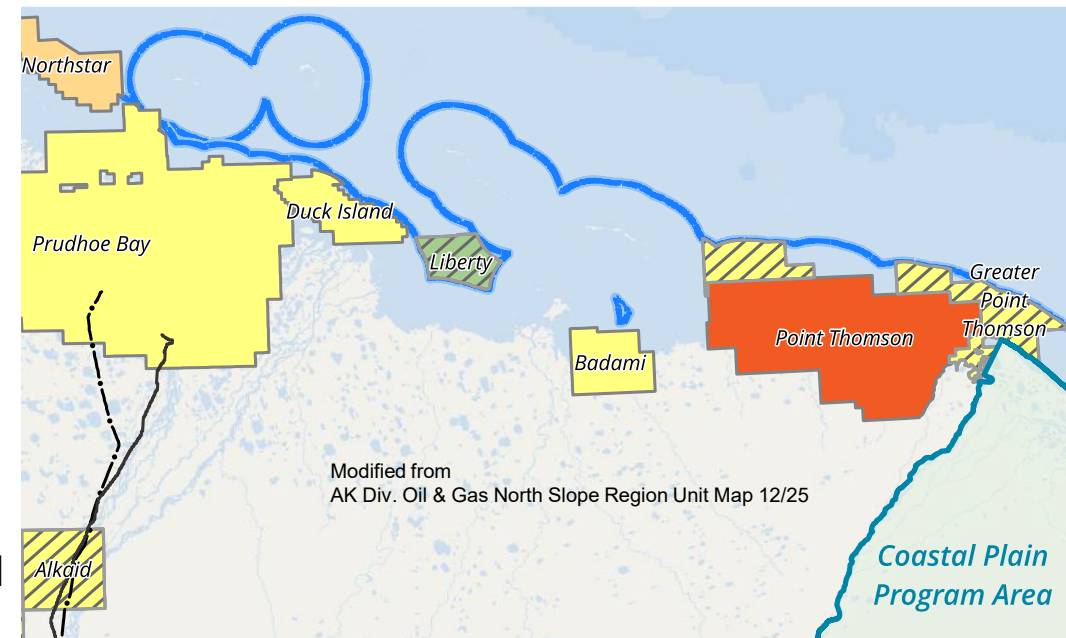 Northstar
Prudhoe Bay
Duck Island
Liberty
Badami
Point Thomson
Greater
Point
Thomson
Modified from
AK Div. Oil & Gas North Slope Region Unit Map 12/25
Alkaid
Coastal Plain
Program Area